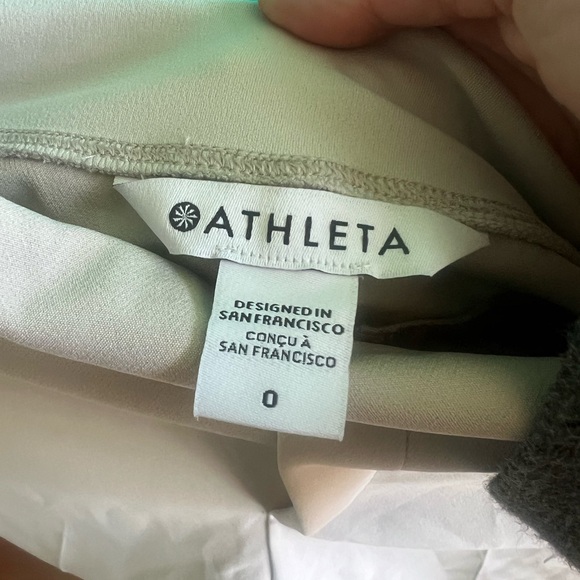 ATHLETA
DESIGNED IN
SAN FRANCISCO
CONÇU À
SAN FRANCISCO
0